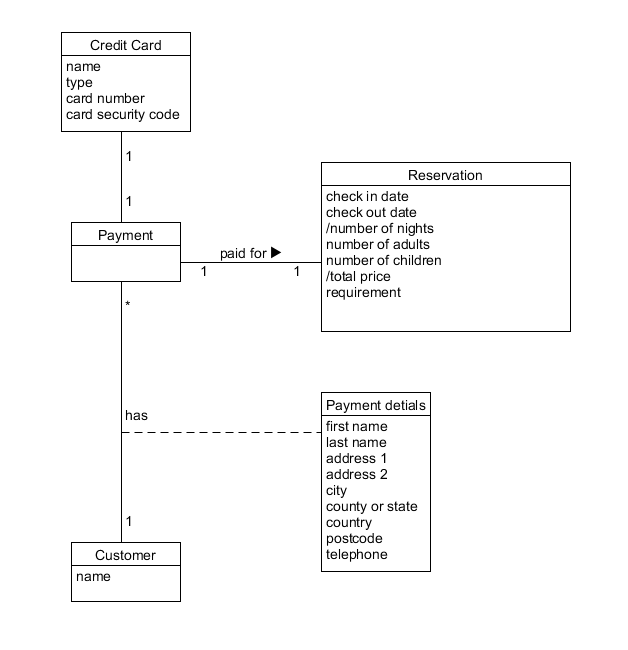 Credit Card
name
type
card number
card security code
1
1
Payment
paid for ▶
1
1
Reservation
check in date
check out date
/number of nights
number of adults
number of children
/total price
requirement
*
has
1
Payment detials
first name
last name
address 1
address 2
city
county or state
country
postcode
telephone
Customer
name